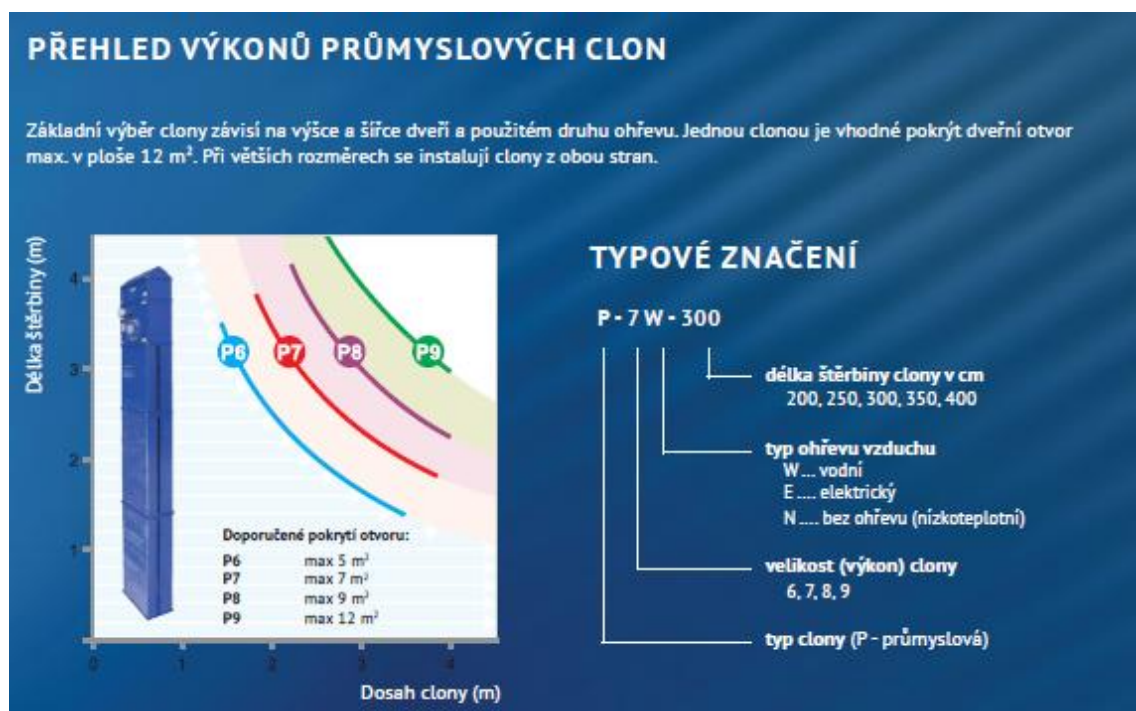 PŘEHLED VÝKONŮ PRŮMYSLOVÝCH CLON
Základní výběr clony závisí na výšce a šířce dveří a použitém druhu ohřevu. Jednou clonou je vhodné pokrýt dveřní otvor
max. v ploše 12 m². Při větších rozměrech se instalují clony z obou stran.
Délka štěrbiny (m)
4
3
2
1
0
1
2
3
4
Dosah clony (m)
P6
P7
P8
P9
Doporučené pokrytí otvoru:
P6 max 5 m²
P7 max 7 m²
P8 max 9 m²
P9 max 12 m²
TYPOVÉ ZNAČENÍ
P - 7 W - 300
délka štěrbiny clony v cm
200, 250, 300, 350, 400
typ ohřevu vzduchu
W ... vodní
E .... elektrický
N .... bez ohřevu (nízkoteplotní)
velikost (výkon) clony
6, 7, 8, 9
typ clony (P - průmyslová)